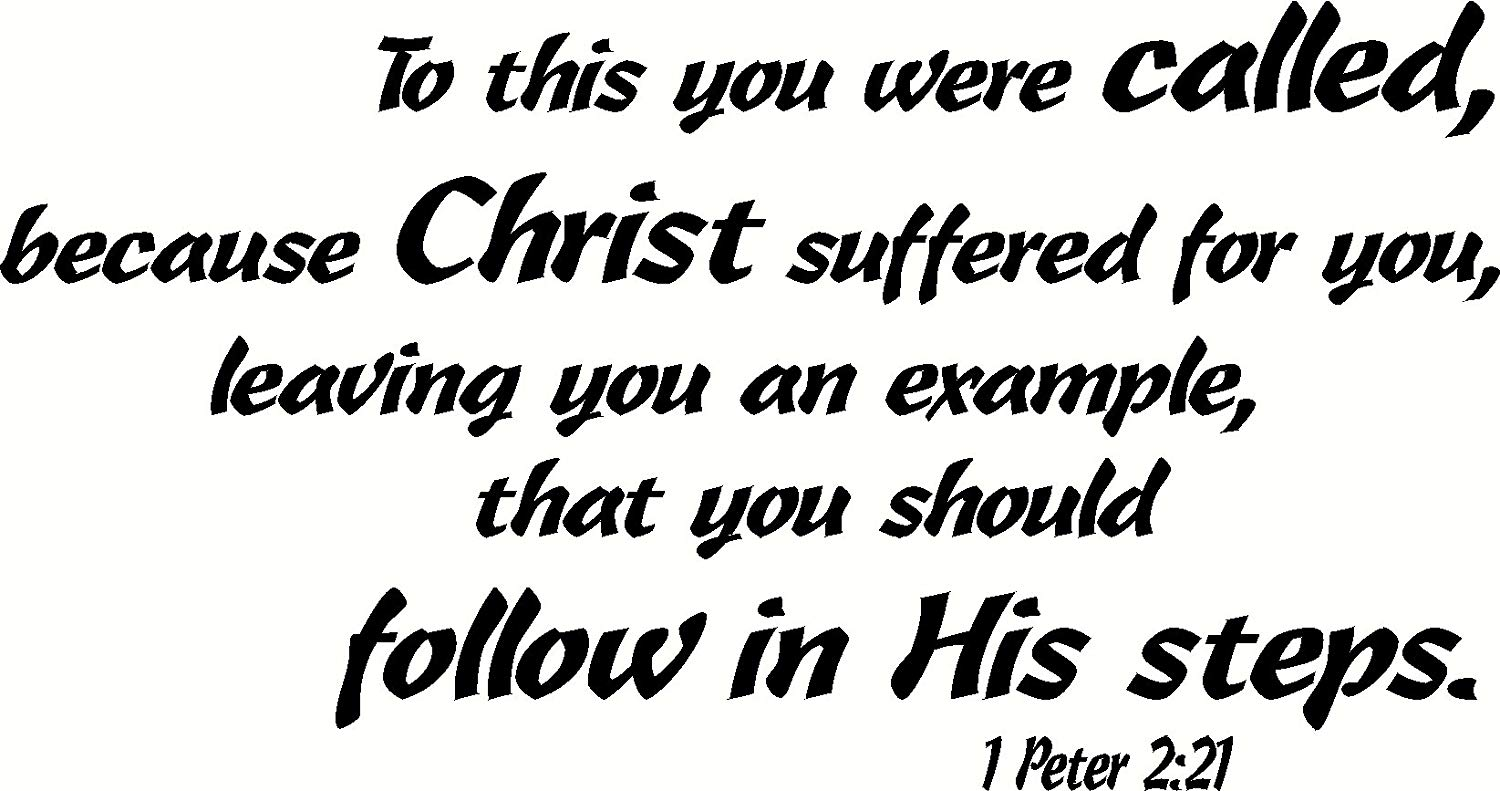 To this you were called,
because Christ suffered for you,
leaving you an example,
that you should
follow in His steps.
1 Peter 2:21